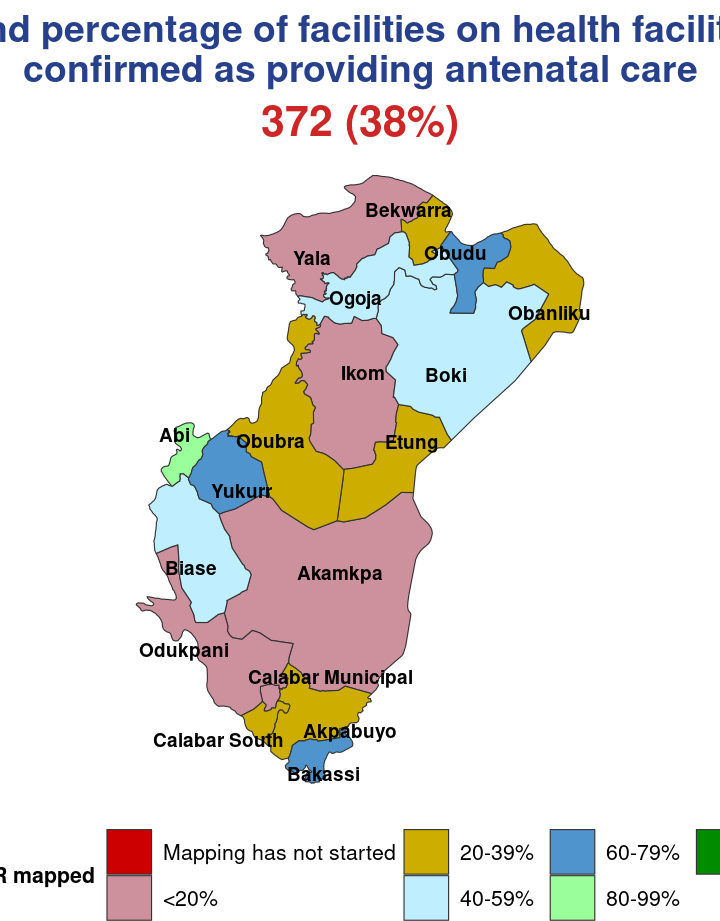 nd percentage of facilities on health facilit
confirmed as providing antenatal care
372 (38%)
Bekwarra
Yala
Obudu
Ogoja
Obanliku
Ikom
Boki
Abi
Obubra
Etung
Yukurr
Biase
Akamkpa
Odukpani
Calabar Municipal
Akpabuyo
Calabar South
Bakassi
Mapping has not started
20-39%
60-79%
R mapped
<20%
40-59%
80-99%